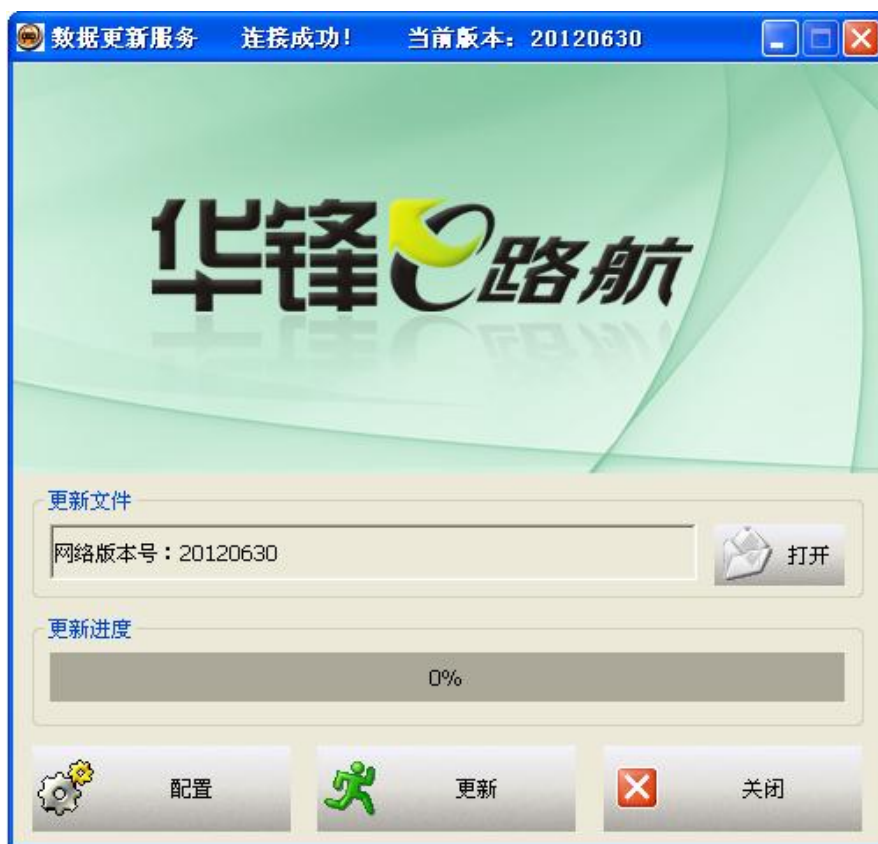 数据更新服务 连接成功! 当前版本: 20120630
华锋e路航
更新文件
网络版本号：20120630
打开
更新进度
0%
配置
更新
关闭